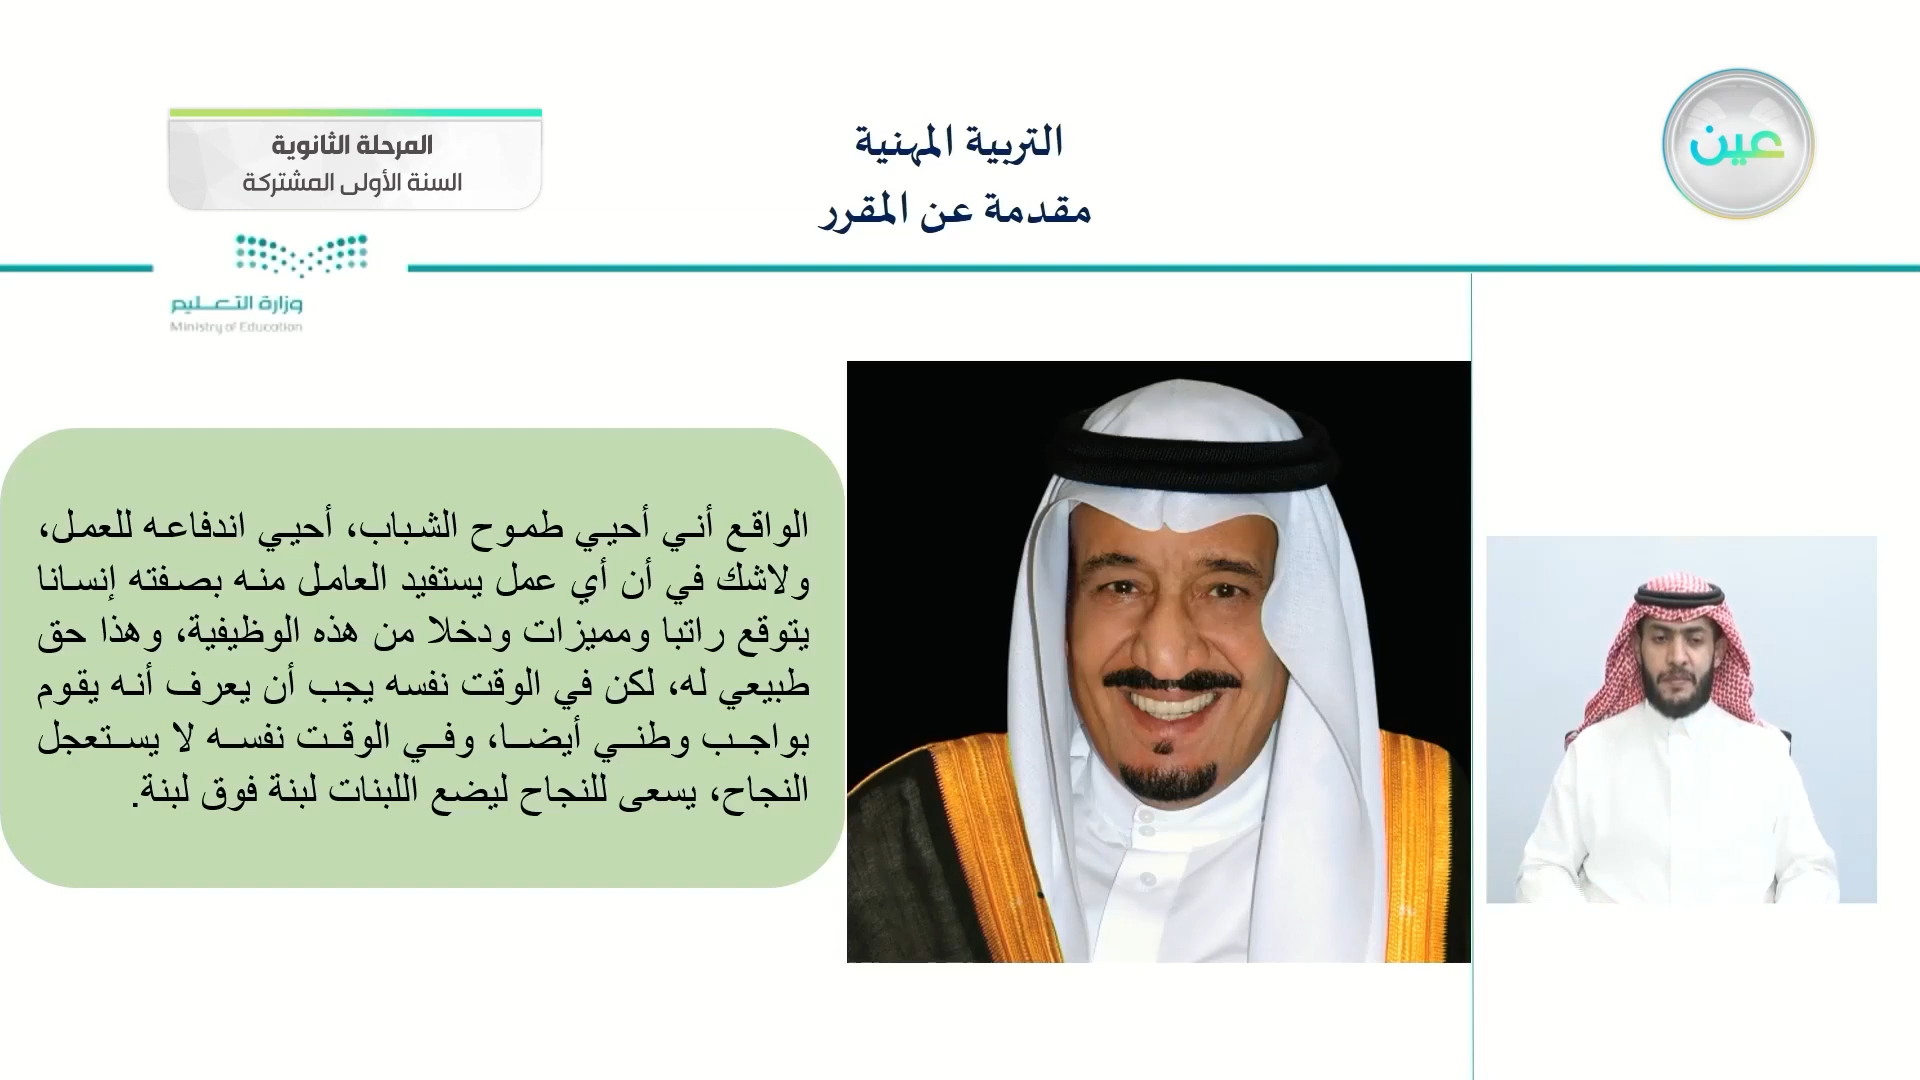 المرحلة الثانوية
السنة الأولى المشتركة
التربية المهنية
مقدمة عن المقرر
عين
وزارة التعليم
Ministry of Education
الواقع أني أحيي طموح الشباب، أحيي اندفاعه للعمل،
ولاشك في أن أي عمل يستفيد العامل منه بصفته إنسانا
يتوقع راتبا ومميزات ودخلا من هذه الوظيفية، وهذا حق
طبيعي له، لكن في الوقت نفسه يجب أن يعرف أنه يقوم
بواجب وطني أيضا، وفي الوقت نفسه لا يستعجل
النجاح، يسعى للنجاح ليضع اللبنات لبنة فوق لبنة.